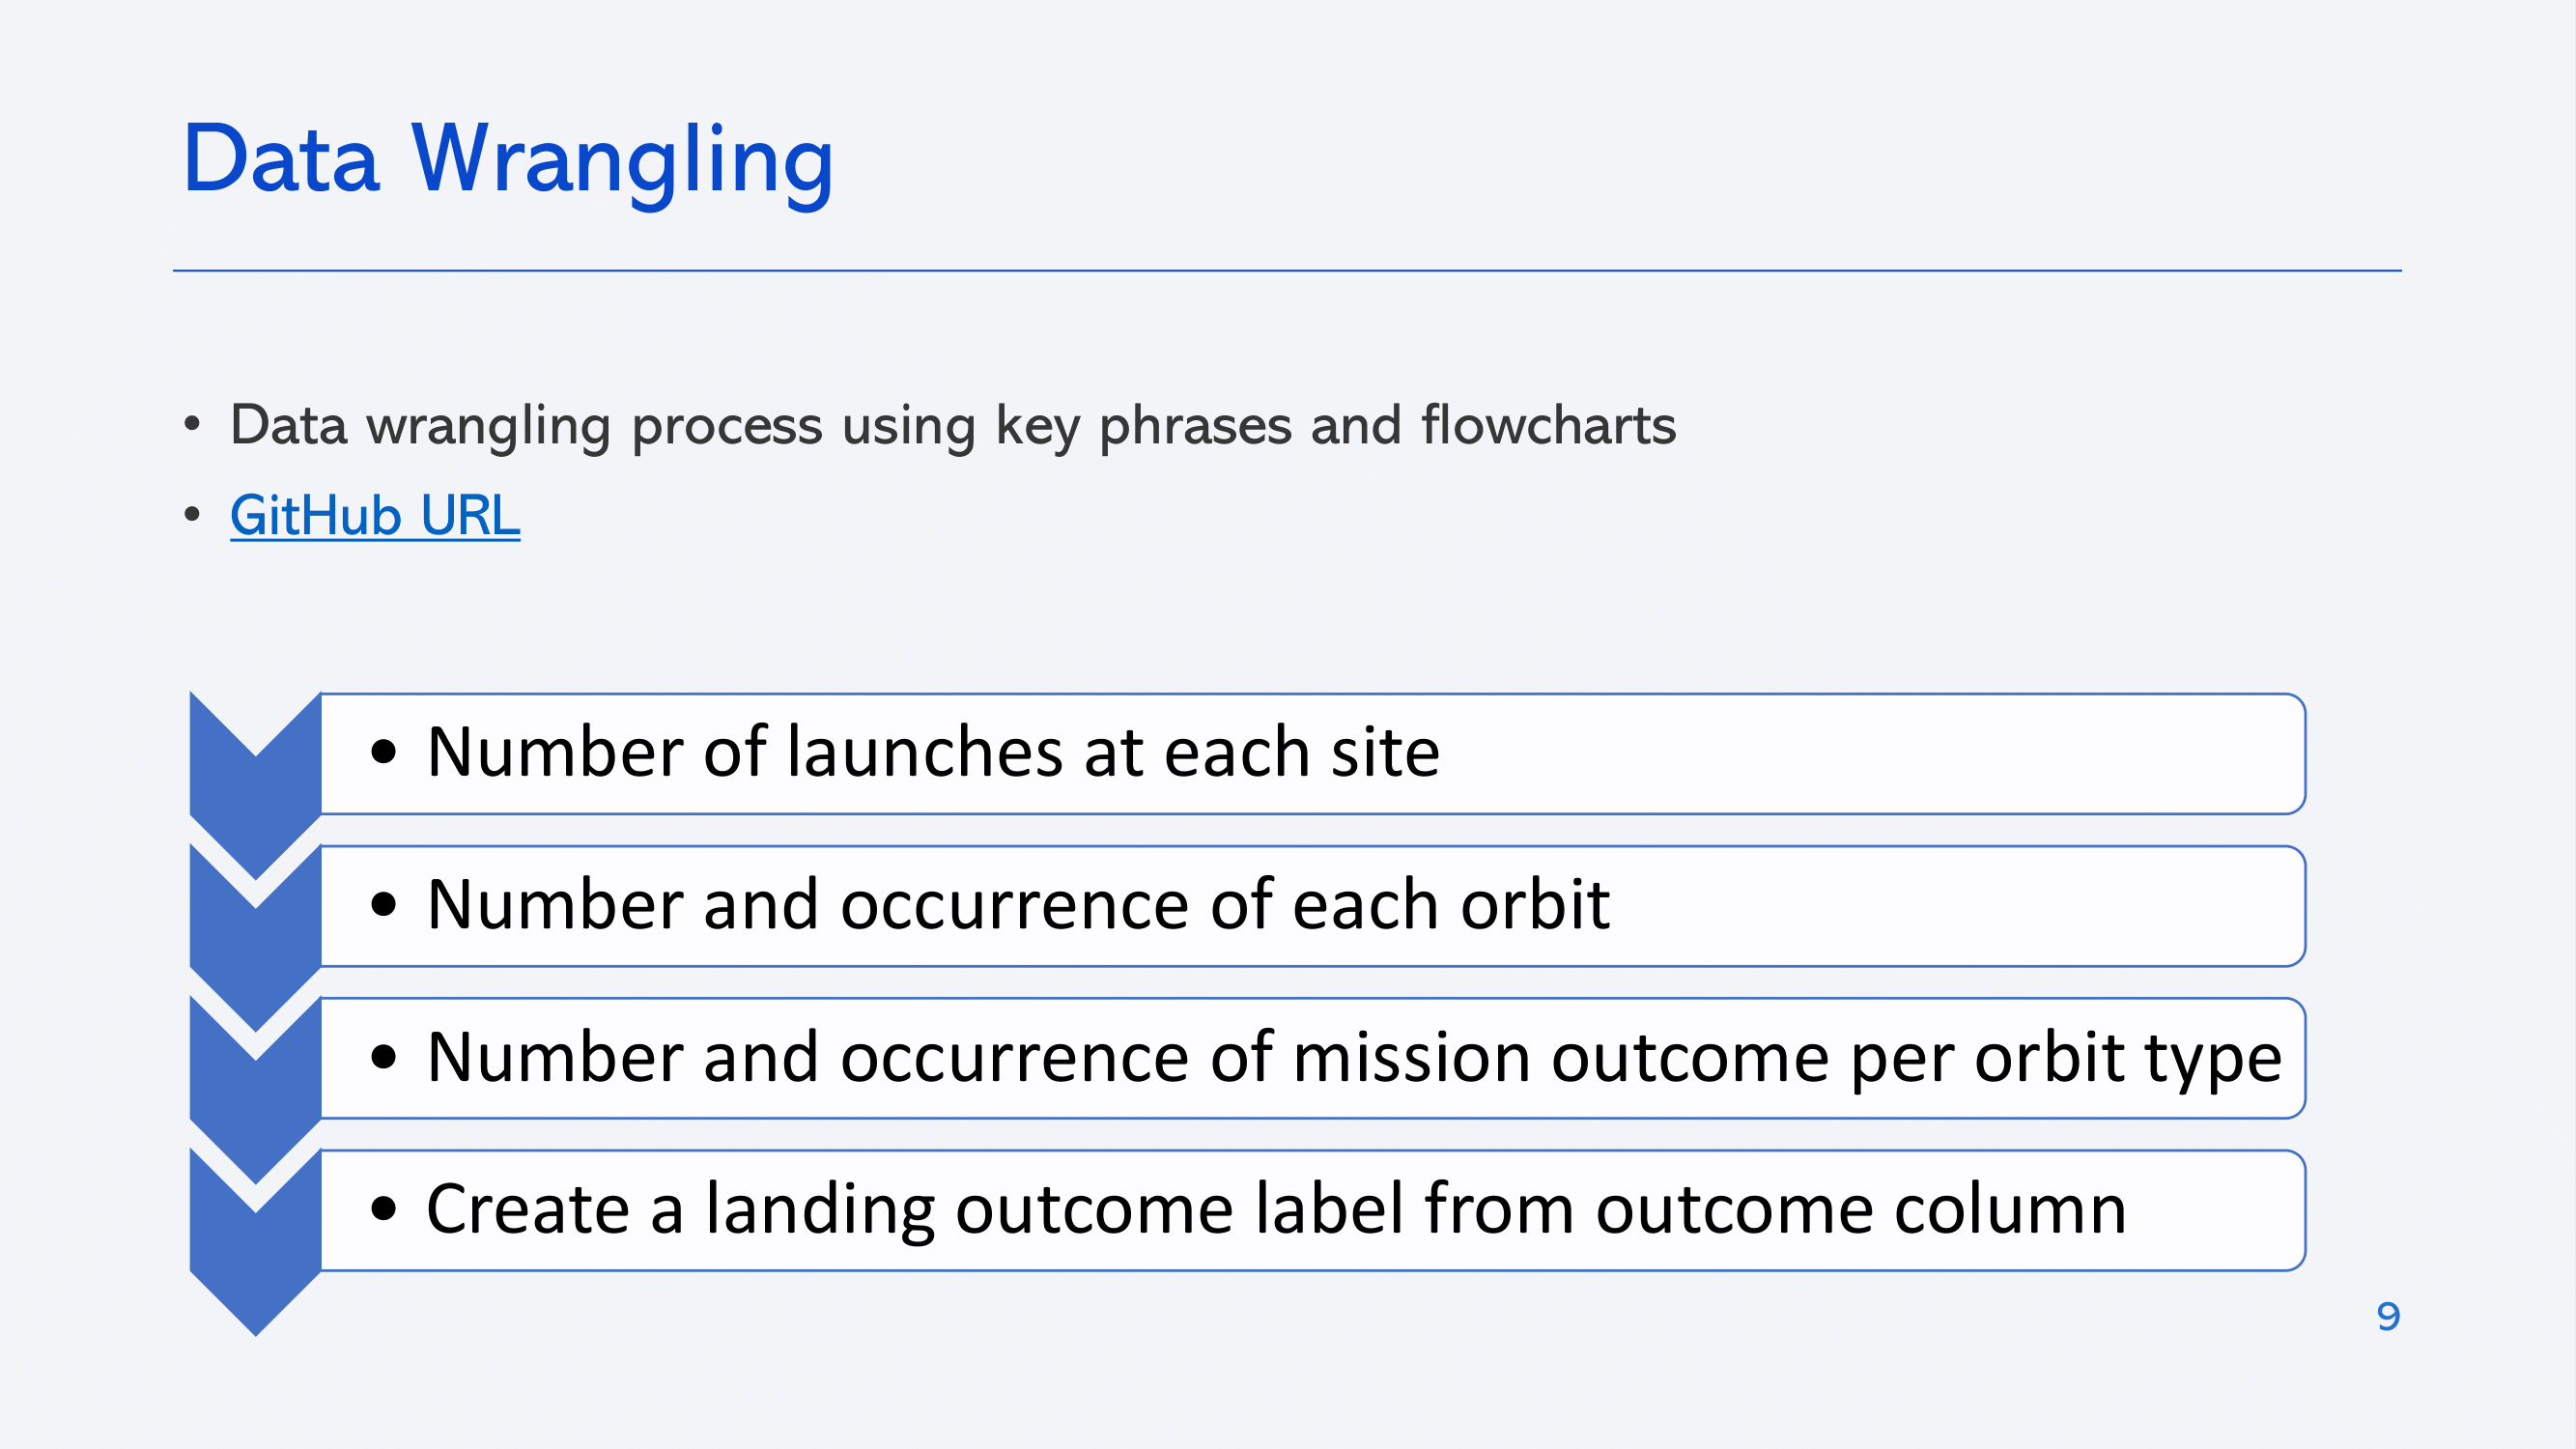 Data Wrangling
• Data wrangling process using key phrases and flowcharts
• GitHub URL
• Number of launches at each site
• Number and occurrence of each orbit
• Number and occurrence of mission outcome per orbit type
• Create a landing outcome label from outcome column
9